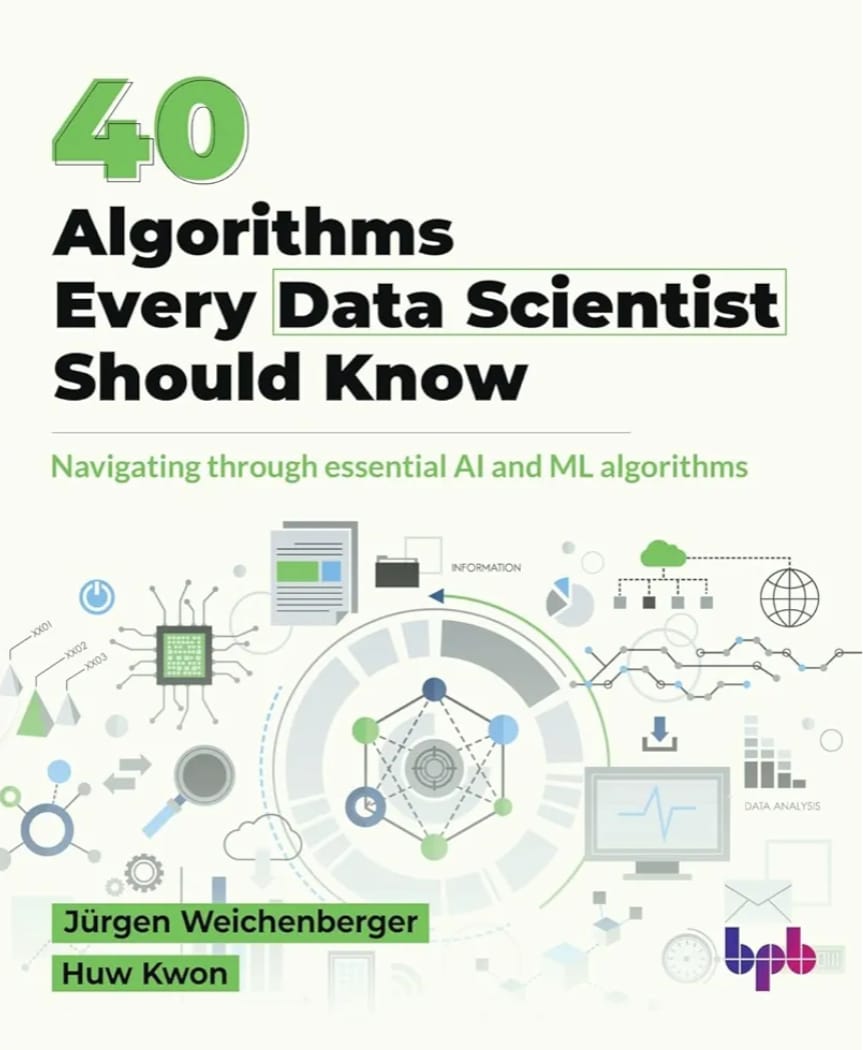 40
Algorithms
Every Data Scientist
Should Know
Navigating through essential AI and ML algorithms
INFORMATION
XX01
XX02
XX03
DATA ANALYSIS
Jürgen Weichenberger
Huw Kwon
bpb